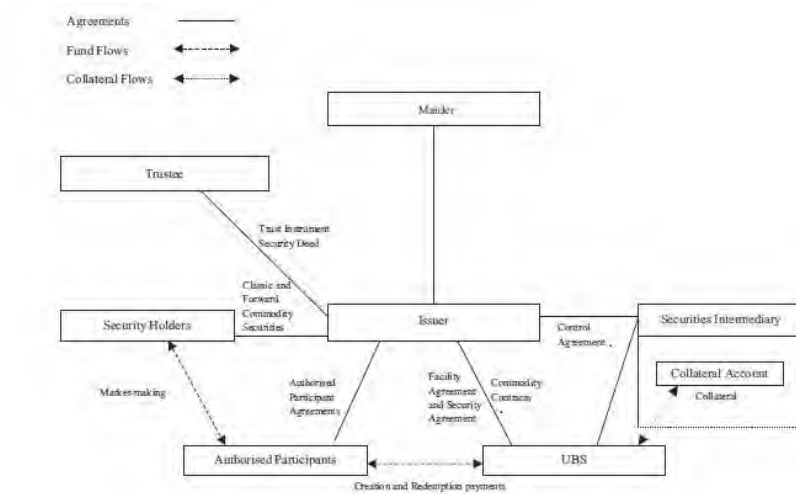 Agreements
Fund Flows
Collateral Flows
Trustee
Trust Instrument
Security Deed
Classic and
Forward
Commodity
Securities
Security Holders
Issuer
Securities Intermediary
Control
Agreement
Collateral Account
Collateral
Market-making
Authorised
Participant
Agreements
Facility
Agreement
and Security
Agreement
Commodity
Contracts
Authorised Participants
UBS
Creation and Redemption payments